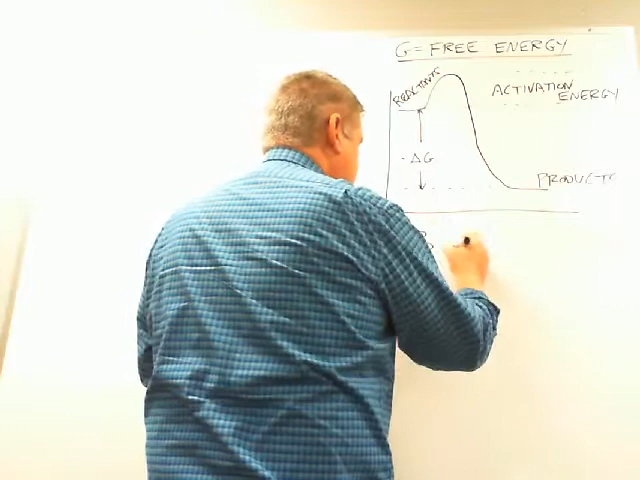 G = FREE ENERGY
REACTANTS
ACTIVATION
ENERGY
- ΔG
PRODUCTS